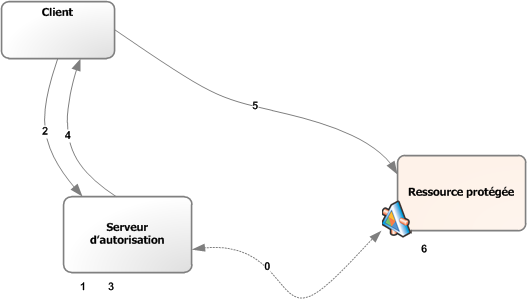 Client
2
4
5
Ressource protégée
Serveur
d'autorisation
6
0
1 3